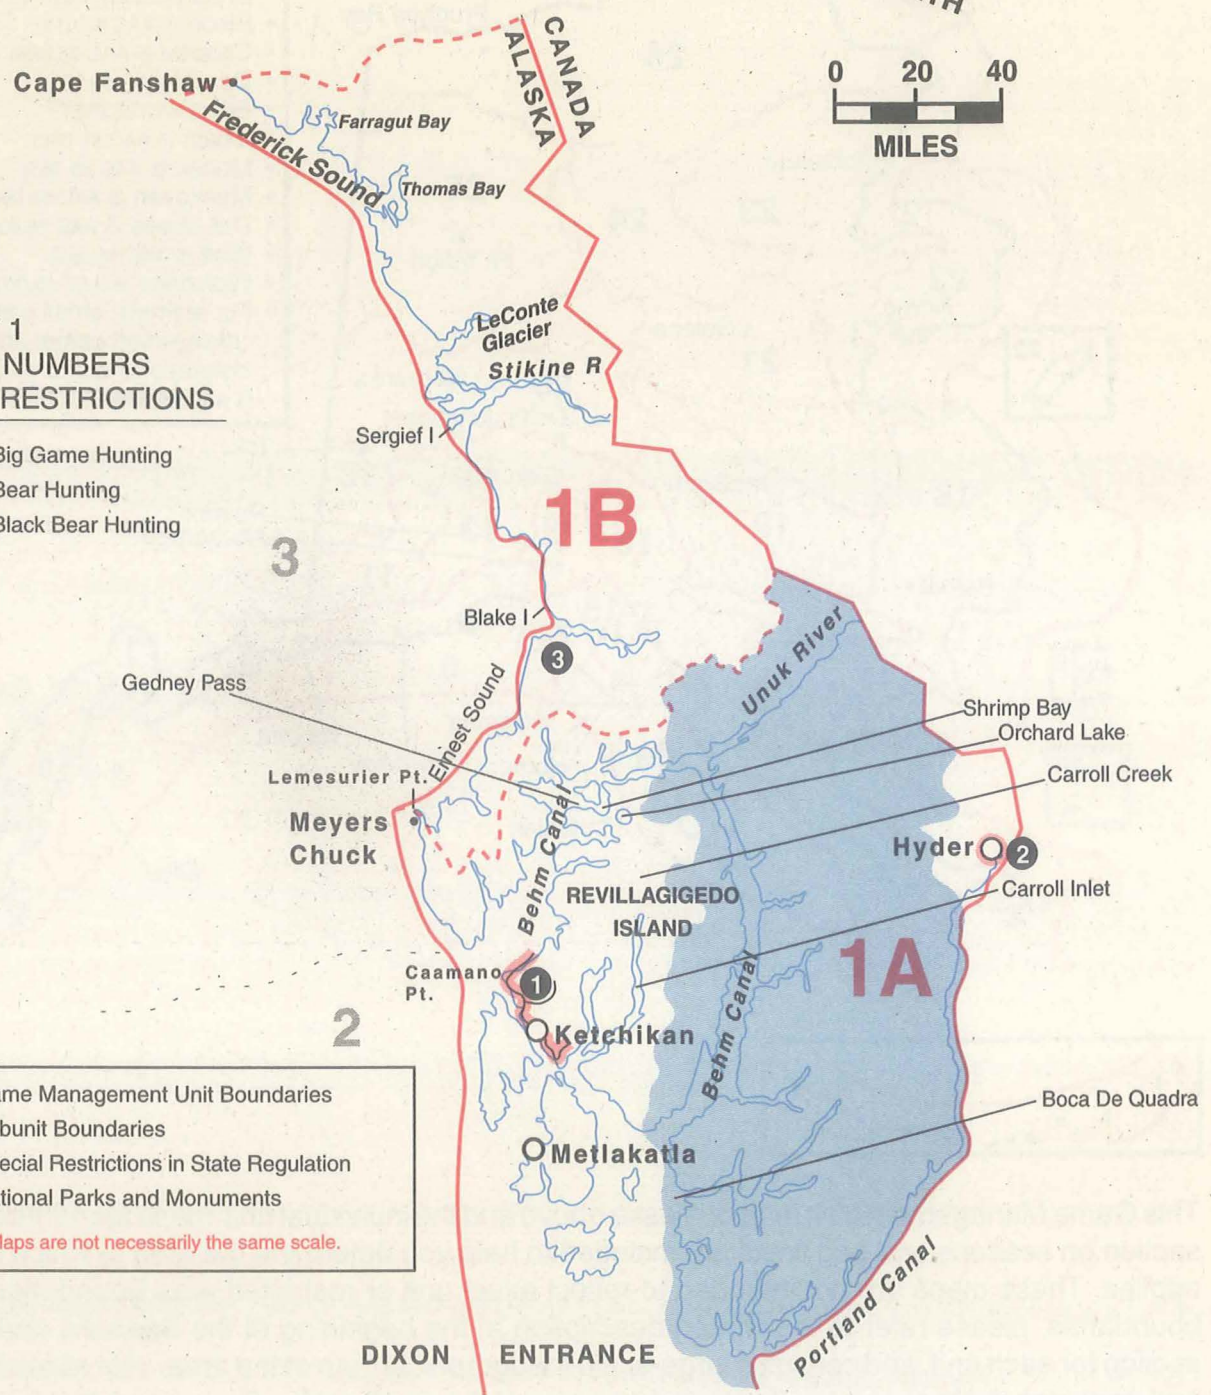 CANADA
ALASKA
Cape Fanshaw
Frederick Sound
Farragut Bay
Thomas Bay
0 20 40
MILES
LeConte
Glacier
Stikine R
Sergief I
1
NUMBERS
RESTRICTIONS
Big Game Hunting
Bear Hunting
Black Bear Hunting
1B
3
Blake I
3
Gedney Pass
Ernest Sound
Unuk River
Shrimp Bay
Orchard Lake
Lemesurier Pt.
Carroll Creek
Meyers
Chuck
Behm Canal
Hyder
2
REVILLAGIGEDO
ISLAND
Carroll Inlet
1A
Caamano
Pt.
1
2
Ketchikan
Behm Canal
Boca De Quadra
Metlakatla
ame Management Unit Boundaries
bunit Boundaries
ecial Restrictions in State Regulation
tional Parks and Monuments
Maps are not necessarily the same scale.
Portland Canal
DIXON ENTRANCE